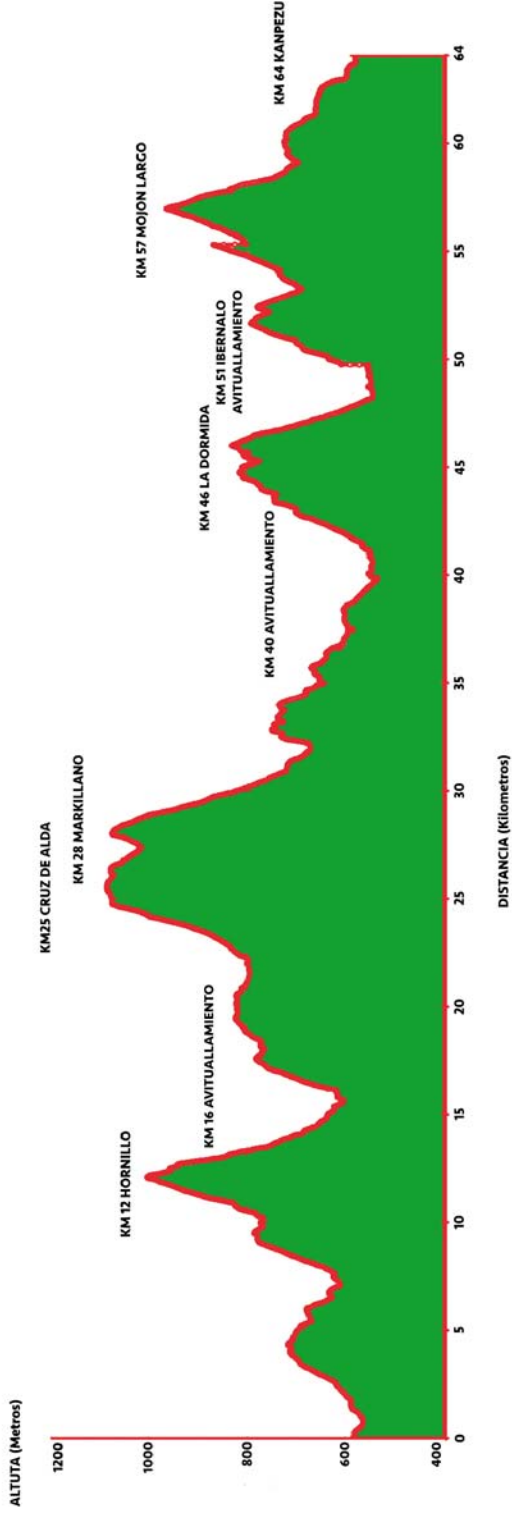 ALTUTA (Metros)
1200
1000
800
600
400
KM 12 HORNILLO
KM 16 AVITUALLAMIENTO
KM25 CRUZ DE ALDA
KM 28 MARKILLANO
KM 40 AVITUALLAMIENTO
KM 46 LA DORMIDA
KM 51 IBERNALO
AVITUALLAMIENTO
KM 57 MOJON LARGO
KM 64 KANPEZU
0
5
10
15
20
25
30
35
40
45
50
55
60
64
DISTANCIA (Kilometros)